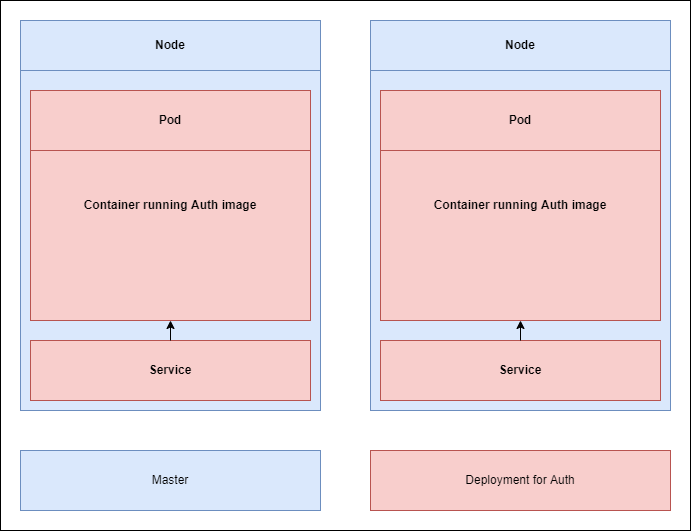 Node
Pod
Container running Auth image
Service
Node
Pod
Container running Auth image
Service
Master
Deployment for Auth